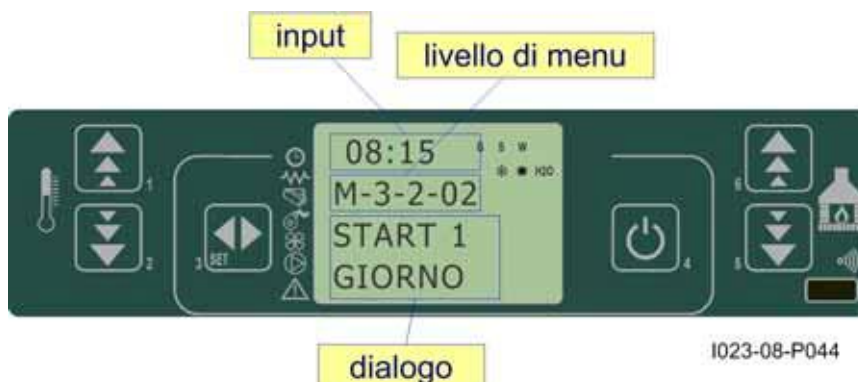 input
livello di menu
08:15
G S W
H2O
M-3-2-02
START 1
GIORNO
1
2
3
SET
4
6
5
dialogo
I023-08-P044